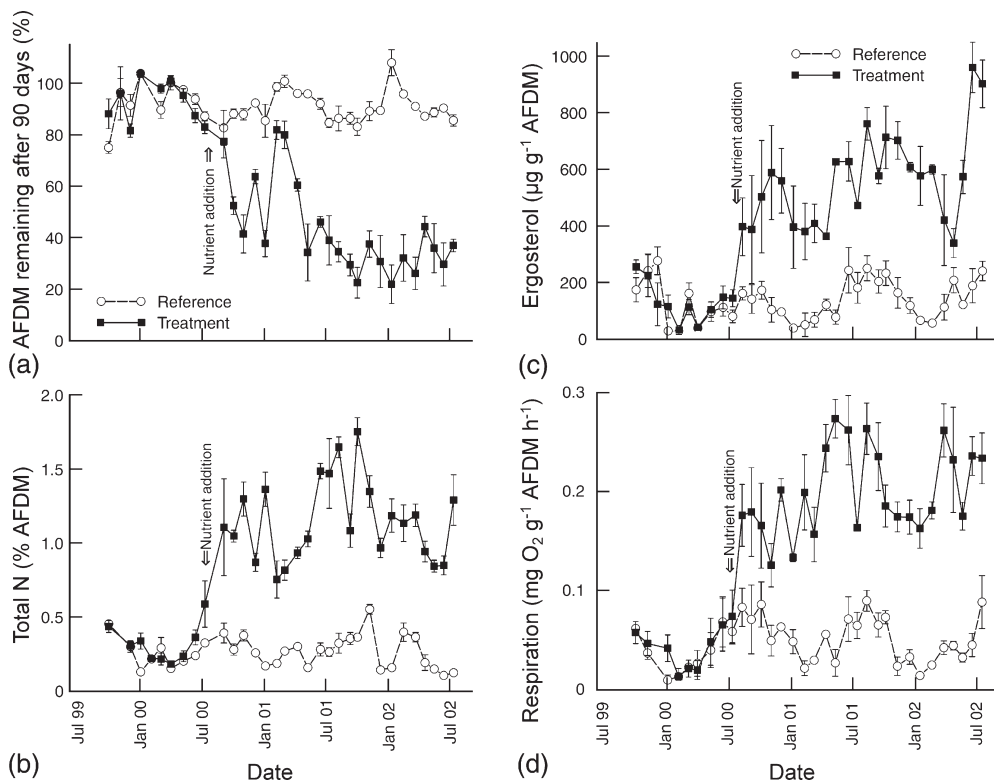 AFDM remaining after 90 days (%)
100
80
60
40
20
0
Nutrient addition ⇒
Reference
Treatment
(a)
Ergosterol (µg g⁻¹ AFDM)
1000
800
600
400
200
0
⇐Nutrient addition
Reference
Treatment
(c)
Total N (% AFDM)
2.0
1.5
1.0
0.5
0
⇐Nutrient addition
Jul 99
Jan 00
Jul 00
Jan 01
Jul 01
Jan 02
Jul 02
(b)
Date
Respiration (mg O₂ g⁻¹ AFDM h⁻¹)
0.3
0.2
0.1
0
⇐Nutrient addition
Jul 99
Jan 00
Jul 00
Jan 01
Jul 01
Jan 02
Jul 02
(d)
Date